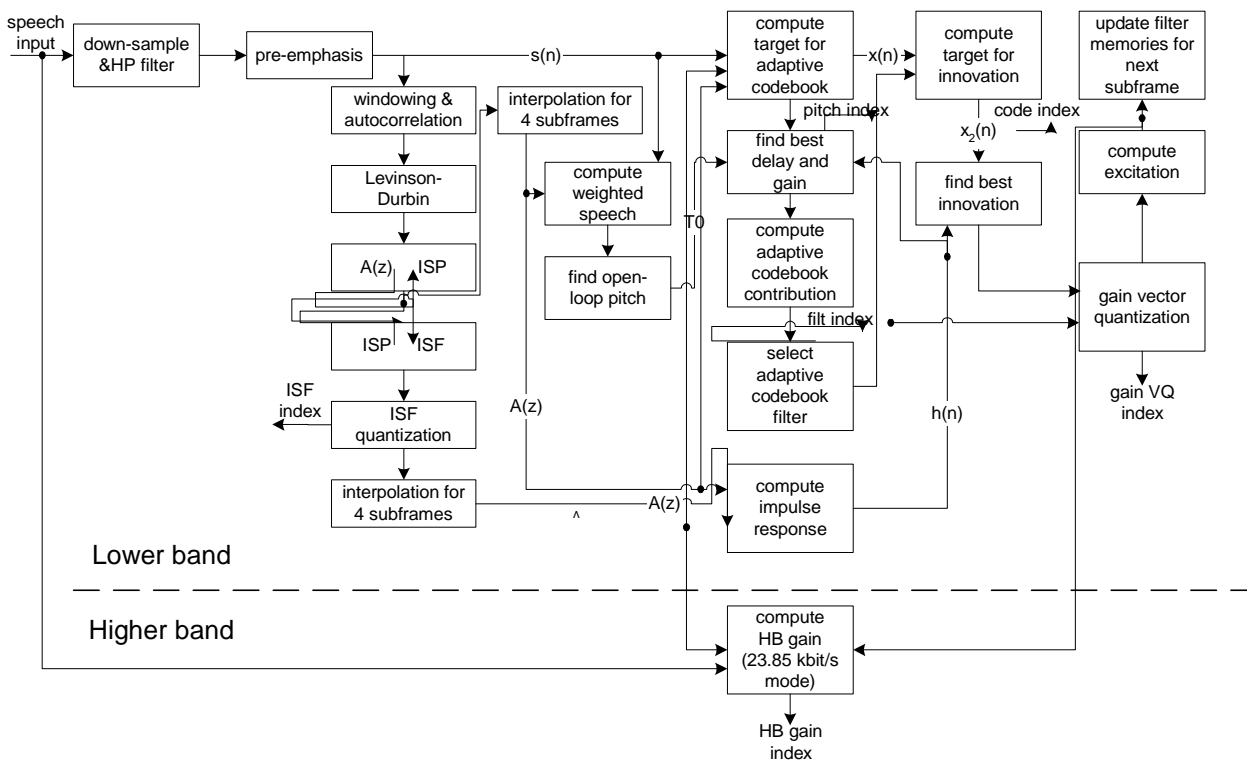 speech
input
down-sample
&HP filter
pre-emphasis
s(n)
compute
target for
adaptive
codebook
x(n)
compute
target for
innovation
update filter
memories for
next
subframe
windowing &
autocorrelation
interpolation for
4 subframes
pitch index
code index
x2(n)
Levinson-
Durbin
compute
weighted
speech
find best
delay and
gain
find best
innovation
compute
excitation
T0
A(z)
ISP
find open-
loop pitch
compute
adaptive
codebook
contribution
gain vector
quantization
filt index
ISP
ISF
select
adaptive
codebook
filter
ISF
index
ISF
quantization
A(z)
h(n)
gain VQ
index
interpolation for
4 subframes
^
A(z)
compute
impulse
response
Lower band
Higher band
compute
HB gain
(23.85 kbit/s
mode)
HB gain
index